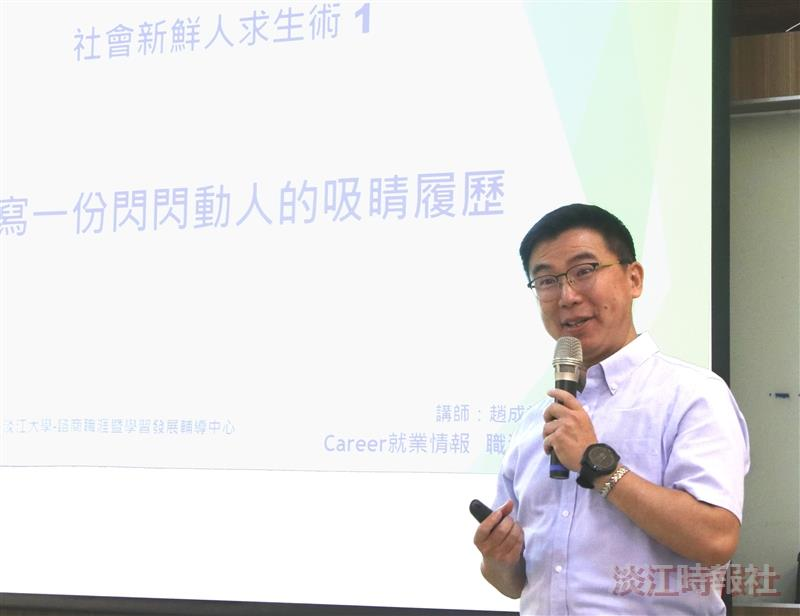 社會新鮮人求生術 1
寫一份閃閃動人的吸睛履歷
講師：趙成
淡江大學-諮商職涯暨學習發展輔導中心
Career就業情報 職
淡江時報社